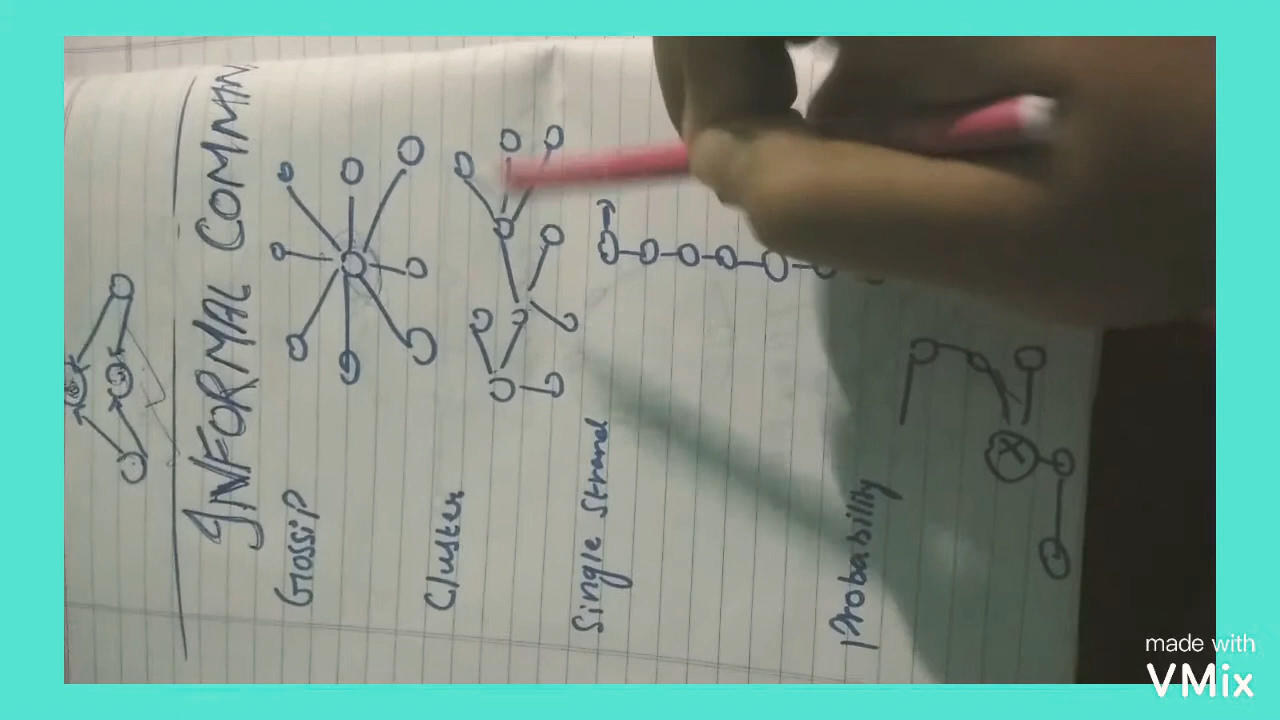 INFORMAL COMMN
Gossip
Cluster
Single Strand
Probability
X
made with
VMix